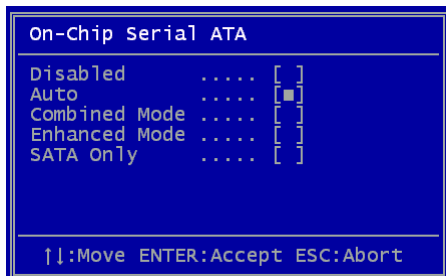 On-Chip Serial ATA
Disabled ..... [ ]
Auto ..... [■]
Combined Mode ..... [ ]
Enhanced Mode ..... [ ]
SATA Only ..... [ ]
↑↓:Move ENTER:Accept ESC:Abort